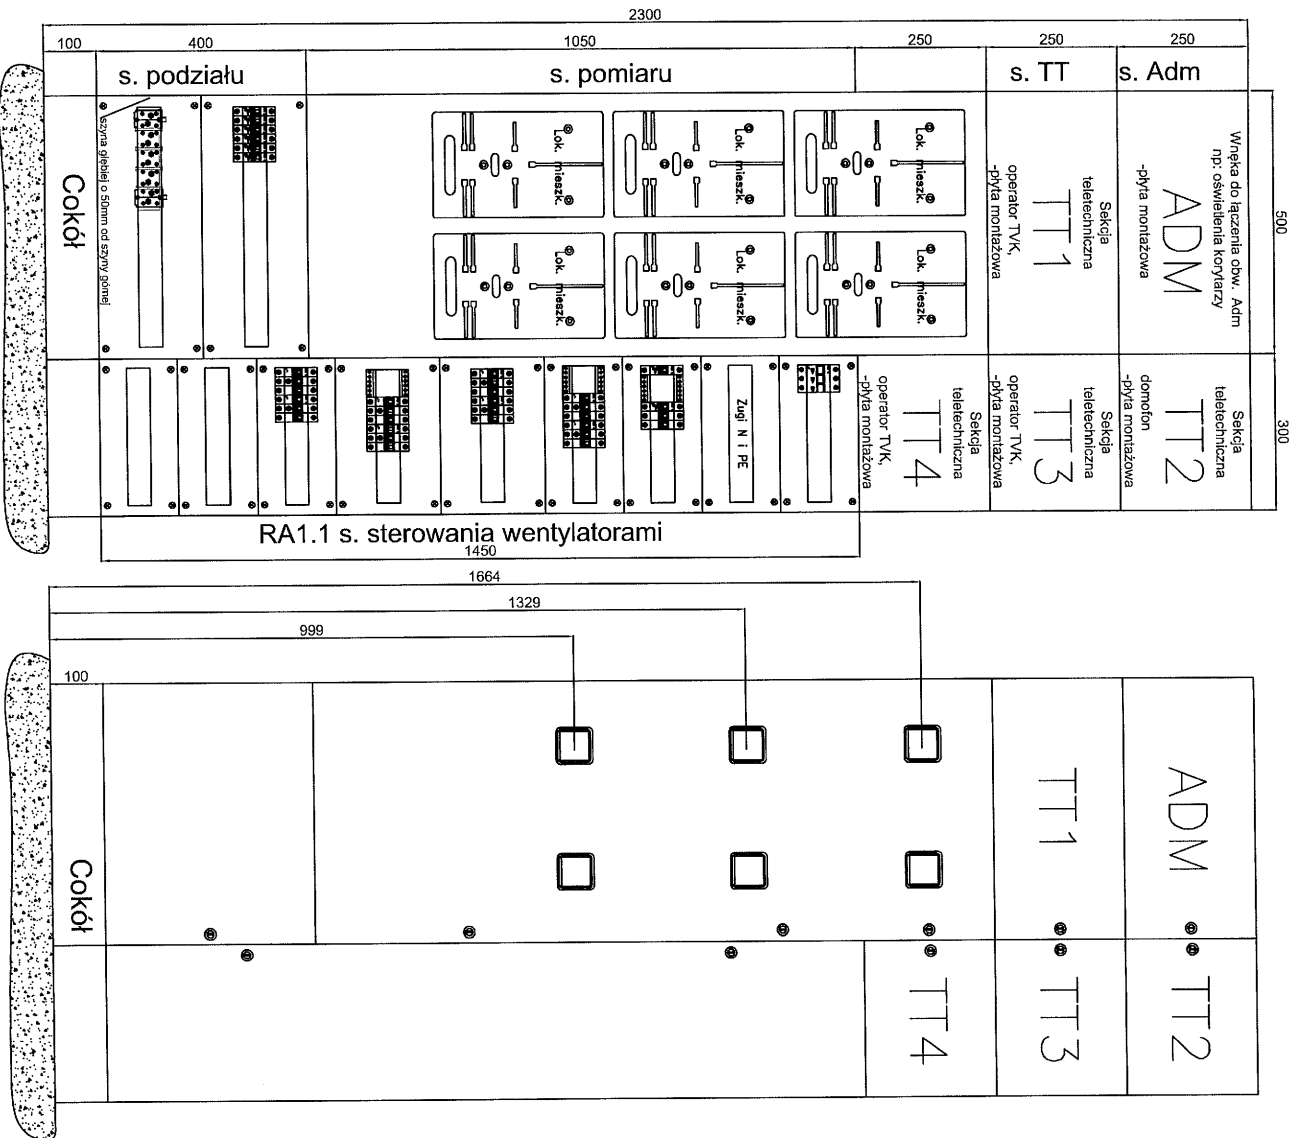 2300
100
400
1050
250
250
250
s. podziału
s. pomiaru
s. TT
s. Adm
szyna głębiej o 50mm od szyny górnej
Cokół
Lok. mieszk.
Lok. mieszk.
Lok. mieszk.
Lok. mieszk.
Lok. mieszk.
Lok. mieszk.
Sekcja
teletechniczna
TT1
operator TVK,
-płyta montażowa
Wnęka do łączenia obw. Adm
np. oświetlenia korytarzy
ADM
-płyta montażowa
500
300
Zugi N i PE
Sekcja
teletechniczna
TT4
operator TVK,
-płyta montażowa
Sekcja
teletechniczna
TT3
operator TVK,
-płyta montażowa
Sekcja
teletechniczna
TT2
domofon
-płyta montażowa
RA1.1 s. sterowania wentylatorami
1450
1664
1329
999
100
Cokół
TT1
ADM
TT4
TT3
TT2